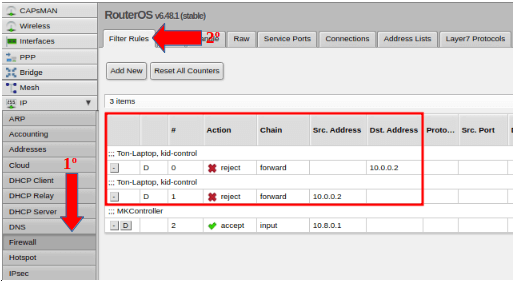 CAPsMAN
Wireless
Interfaces
PPP
Bridge
Mesh
IP
ARP
Accounting
Addresses
Cloud
DHCP Client
DHCP Relay
DHCP Server
DNS
Firewall
Hotspot
IPsec
1º
RouterOS v6.48.1 (stable)
Filter Rules
2º
Raw Service Ports Connections Address Lists Layer7 Protocols
Add New Reset All Counters
3 items
# Action Chain Src. Address Dst. Address Proto... Src. Port
;;; Ton-Laptop, kid-control
- D 0 reject forward 10.0.0.2
;;; Ton-Laptop, kid-control
- D 1 reject forward 10.0.0.2
;;; MKController
- D 2 accept input 10.8.0.1